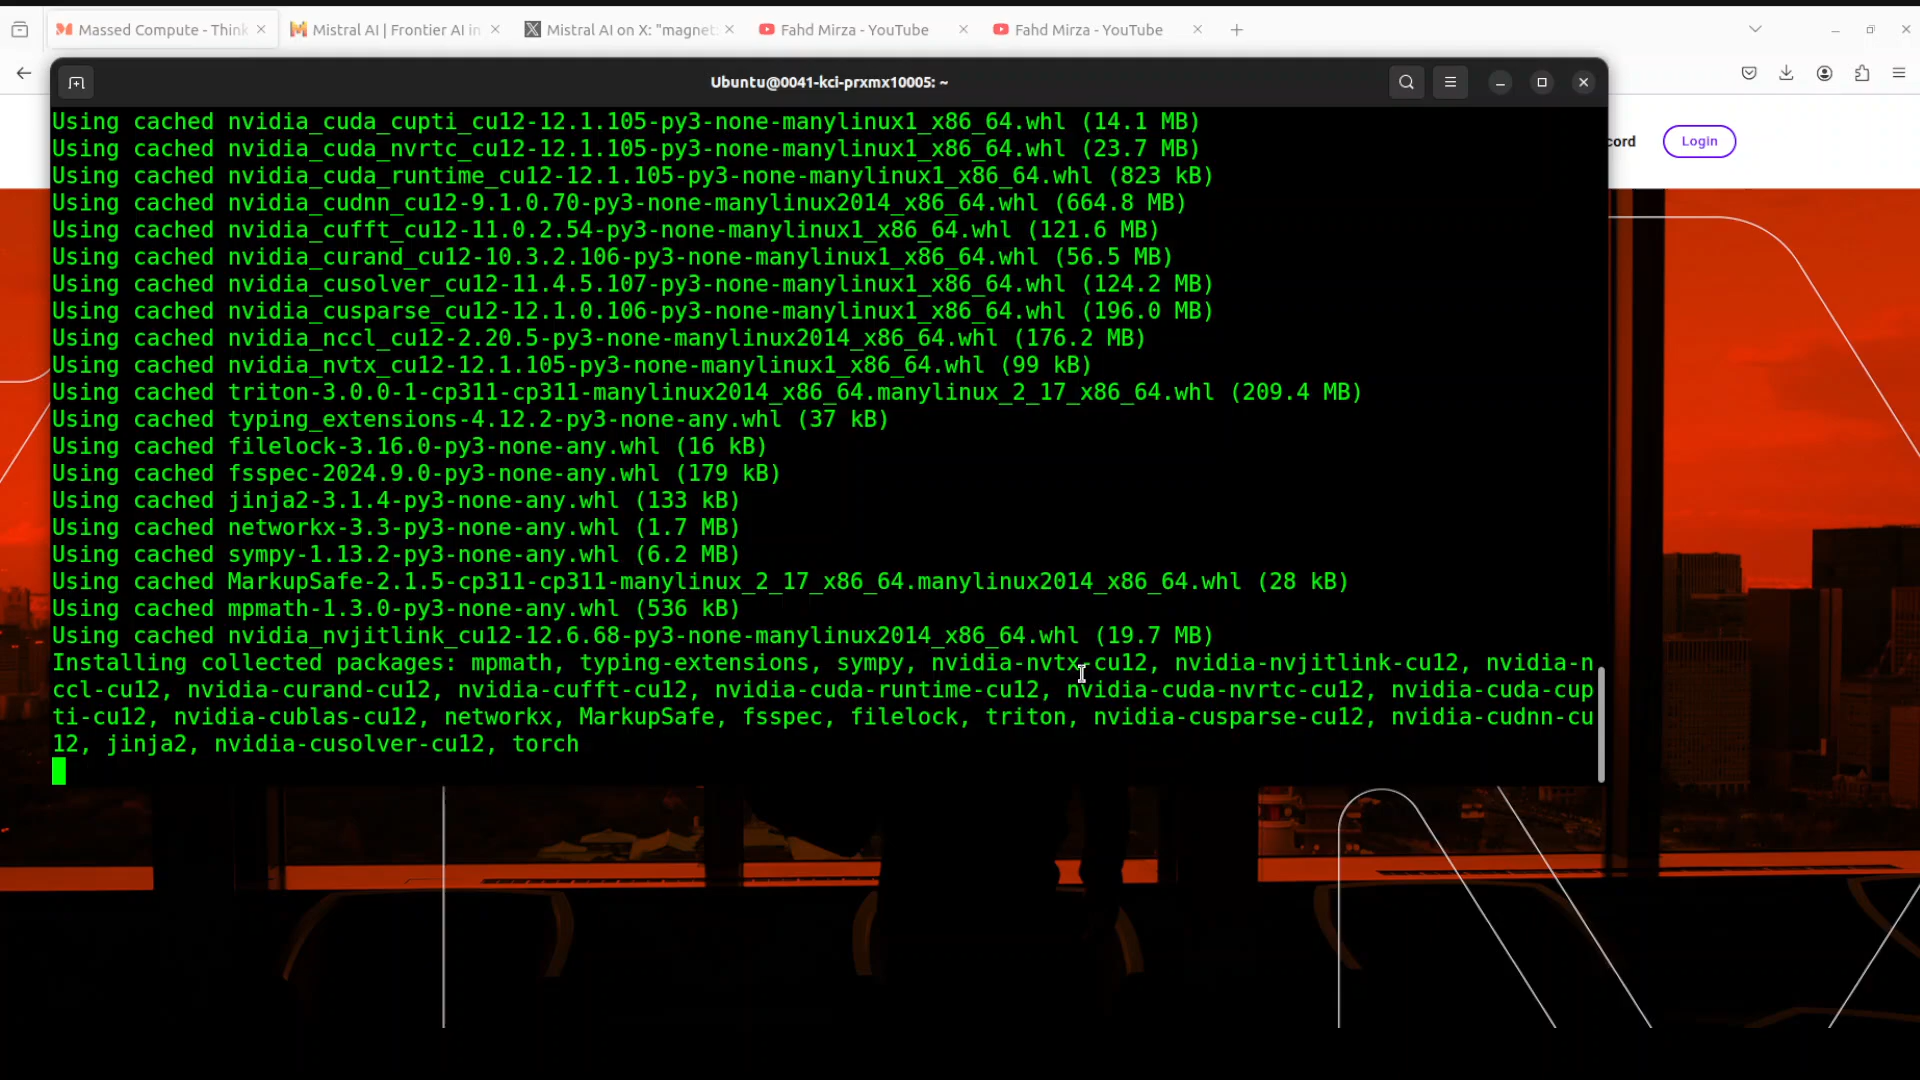 Massed Compute - Think
Mistral AI | Frontier AI in
Mistral AI on X: "magnet:
Fahd Mirza - YouTube
Fahd Mirza - YouTube
Ubuntu@0041-kci-prxmx10005: ~
cord
Login
Using cached nvidia_cuda_cupti_cu12-12.1.105-py3-none-manylinux1_x86_64.whl (14.1 MB)
Using cached nvidia_cuda_nvrtc_cu12-12.1.105-py3-none-manylinux1_x86_64.whl (23.7 MB)
Using cached nvidia_cuda_runtime_cu12-12.1.105-py3-none-manylinux1_x86_64.whl (823 kB)
Using cached nvidia_cudnn_cu12-9.1.0.70-py3-none-manylinux2014_x86_64.whl (664.8 MB)
Using cached nvidia_cufft_cu12-11.0.2.54-py3-none-manylinux1_x86_64.whl (121.6 MB)
Using cached nvidia_curand_cu12-10.3.2.106-py3-none-manylinux1_x86_64.whl (56.5 MB)
Using cached nvidia_cusolver_cu12-11.4.5.107-py3-none-manylinux1_x86_64.whl (124.2 MB)
Using cached nvidia_cusparse_cu12-12.1.0.106-py3-none-manylinux1_x86_64.whl (196.0 MB)
Using cached nvidia_nccl_cu12-2.20.5-py3-none-manylinux2014_x86_64.whl (176.2 MB)
Using cached nvidia_nvtx_cu12-12.1.105-py3-none-manylinux1_x86_64.whl (99 kB)
Using cached triton-3.0.0-1-cp311-cp311-manylinux2014_x86_64.manylinux_2_17_x86_64.whl (209.4 MB)
Using cached typing_extensions-4.12.2-py3-none-any.whl (37 kB)
Using cached filelock-3.16.0-py3-none-any.whl (16 kB)
Using cached fsspec-2024.9.0-py3-none-any.whl (179 kB)
Using cached jinja2-3.1.4-py3-none-any.whl (133 kB)
Using cached networkx-3.3-py3-none-any.whl (1.7 MB)
Using cached sympy-1.13.2-py3-none-any.whl (6.2 MB)
Using cached MarkupSafe-2.1.5-cp311-cp311-manylinux_2_17_x86_64.manylinux2014_x86_64.whl (28 kB)
Using cached mpmath-1.3.0-py3-none-any.whl (536 kB)
Using cached nvidia_nvjitlink_cu12-12.6.68-py3-none-manylinux2014_x86_64.whl (19.7 MB)
Installing collected packages: mpmath, typing-extensions, sympy, nvidia-nvtx-cu12, nvidia-nvjitlink-cu12, nvidia-n
ccl-cu12, nvidia-curand-cu12, nvidia-cufft-cu12, nvidia-cuda-runtime-cu12, nvidia-cuda-nvrtc-cu12, nvidia-cuda-cup
ti-cu12, nvidia-cublas-cu12, networkx, MarkupSafe, fsspec, filelock, triton, nvidia-cusparse-cu12, nvidia-cudnn-cu
12, jinja2, nvidia-cusolver-cu12, torch